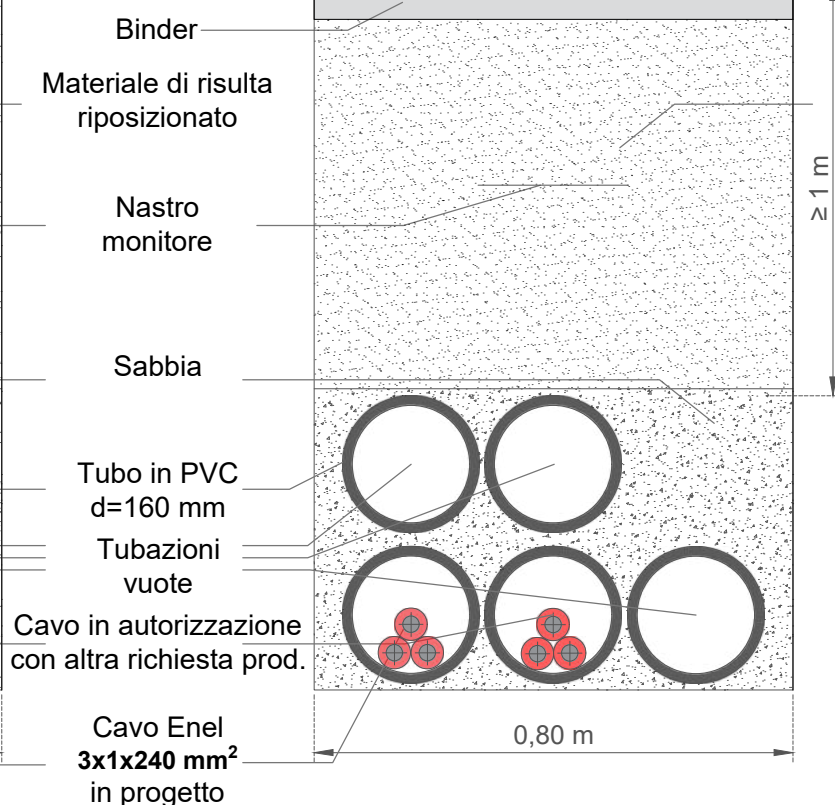 Binder
Materiale di risulta
riposizionato
Nastro
monitore
≥ 1 m
Sabbia
Tubo in PVC
d=160 mm
Tubazioni
vuote
Cavo in autorizzazione
con altra richiesta prod.
Cavo Enel
3x1x240 mm²
in progetto
0,80 m